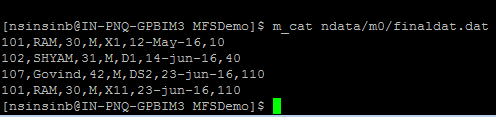 [nsinsinb@IN-PNQ-GPBIM3 MFSDemo]$ m_cat ndata/m0/finaldat.dat
101,RAM,30,M,X1,12-May-16,10
102,SHYAM,31,M,D1,14-jun-16,40
107,Govind,42,M,DS2,23-jun-16,110
101,RAM,30,M,X11,23-jun-16,110
[nsinsinb@IN-PNQ-GPBIM3 MFSDemo]$